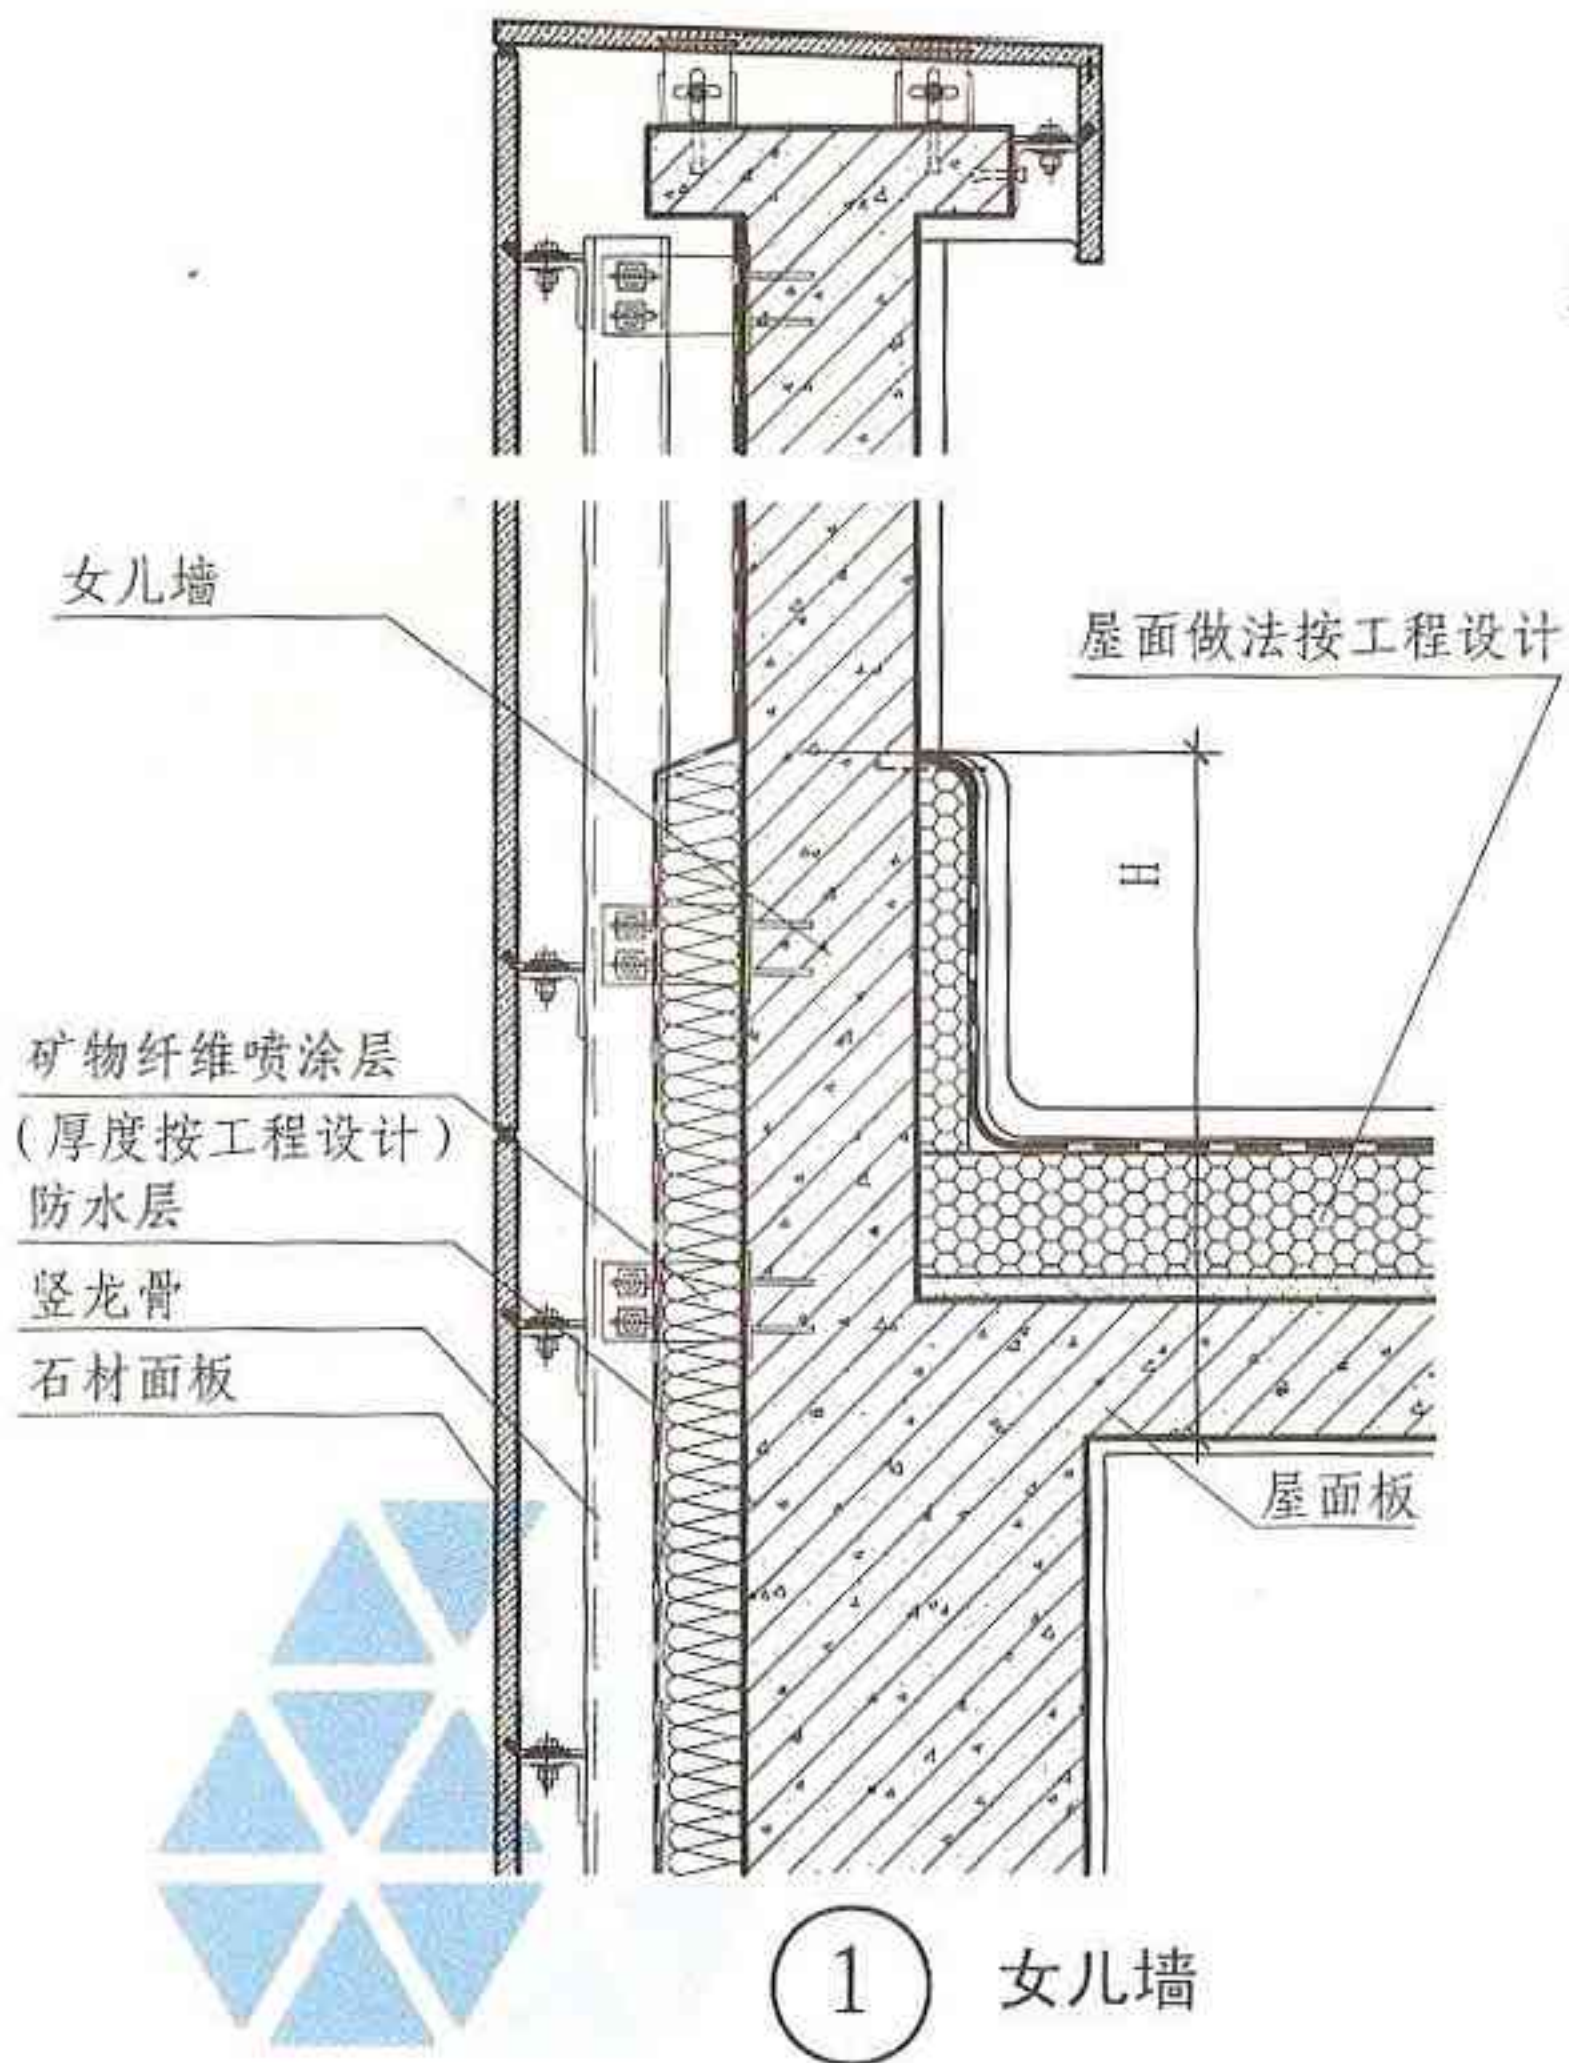 女儿墙
屋面做法按工程设计
H
矿物纤维喷涂层
(厚度按工程设计)
防水层
竖龙骨
石材面板
屋面板
1 女儿墙